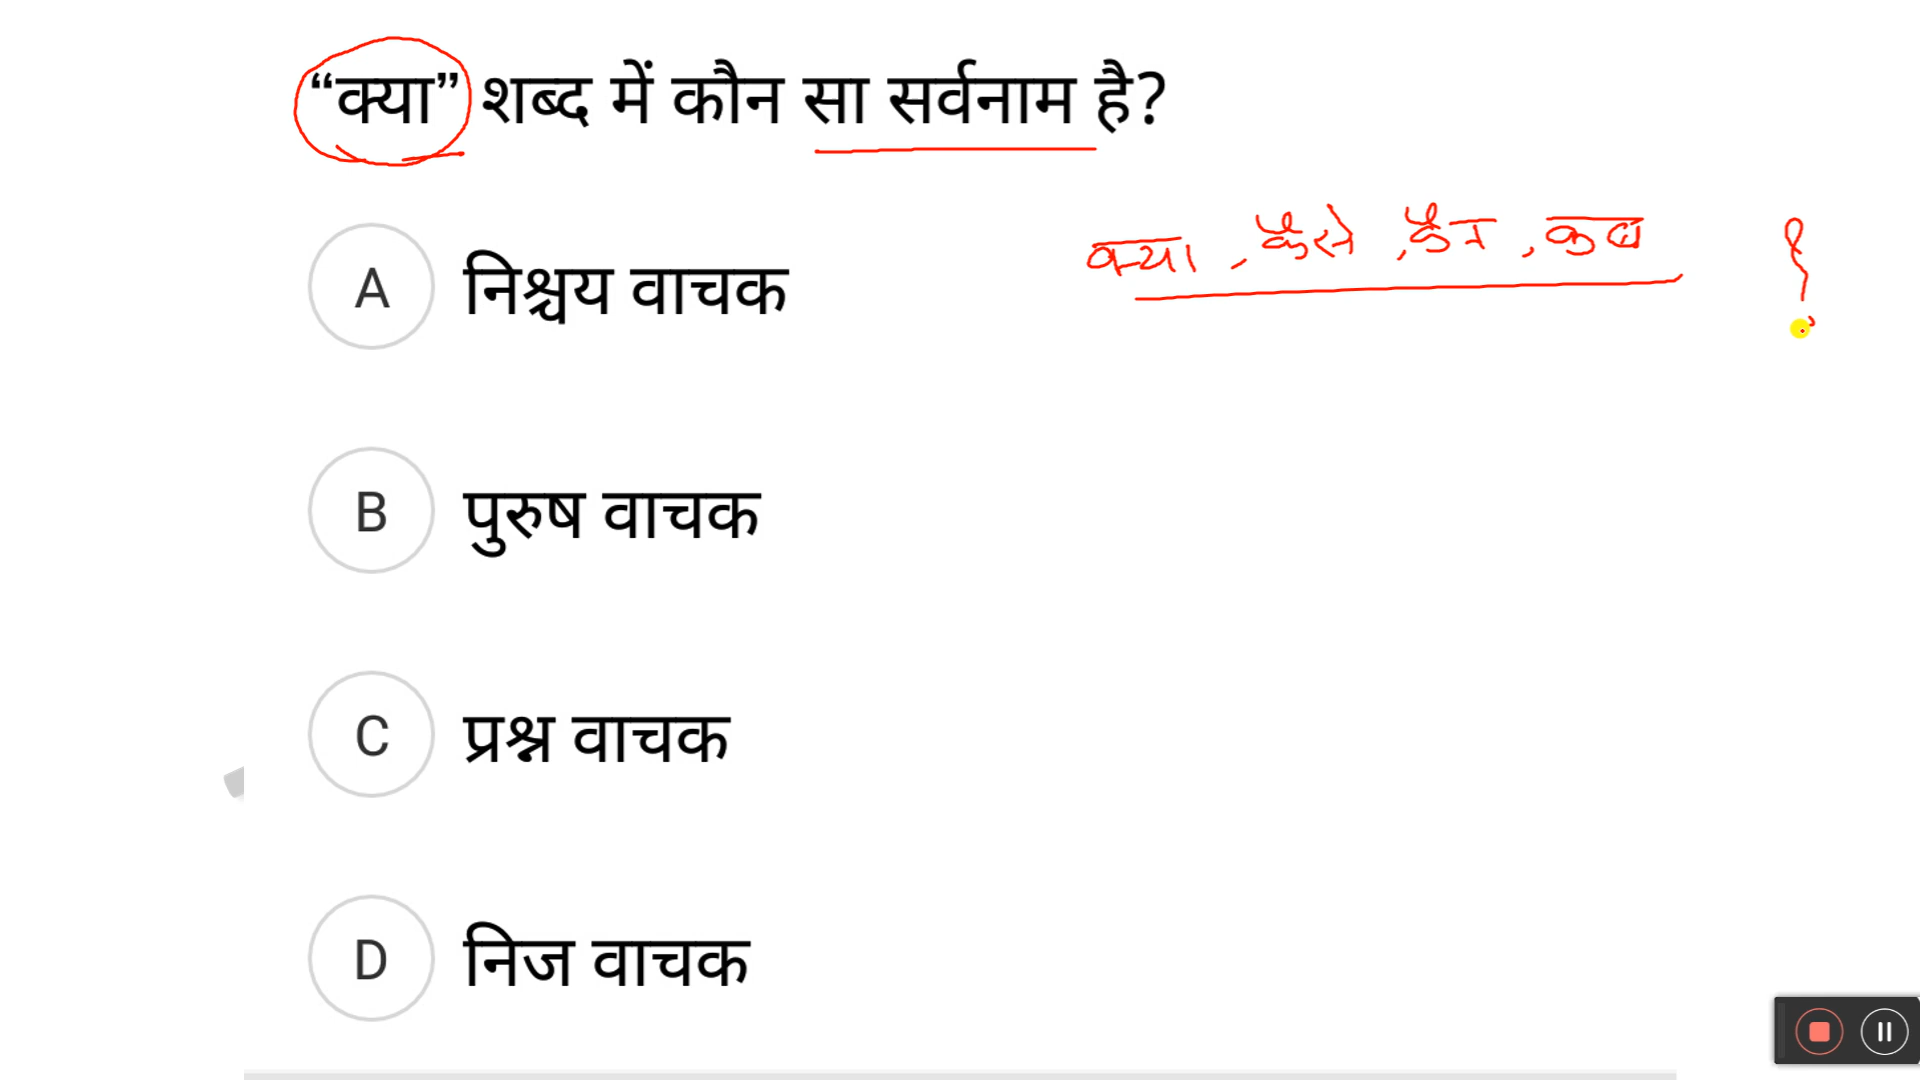 “क्या” शब्द में कौन सा सर्वनाम है?
क्या, कैसे, कैन, कब ?
A निश्चय वाचक
B पुरुष वाचक
C प्रश्न वाचक
D निज वाचक